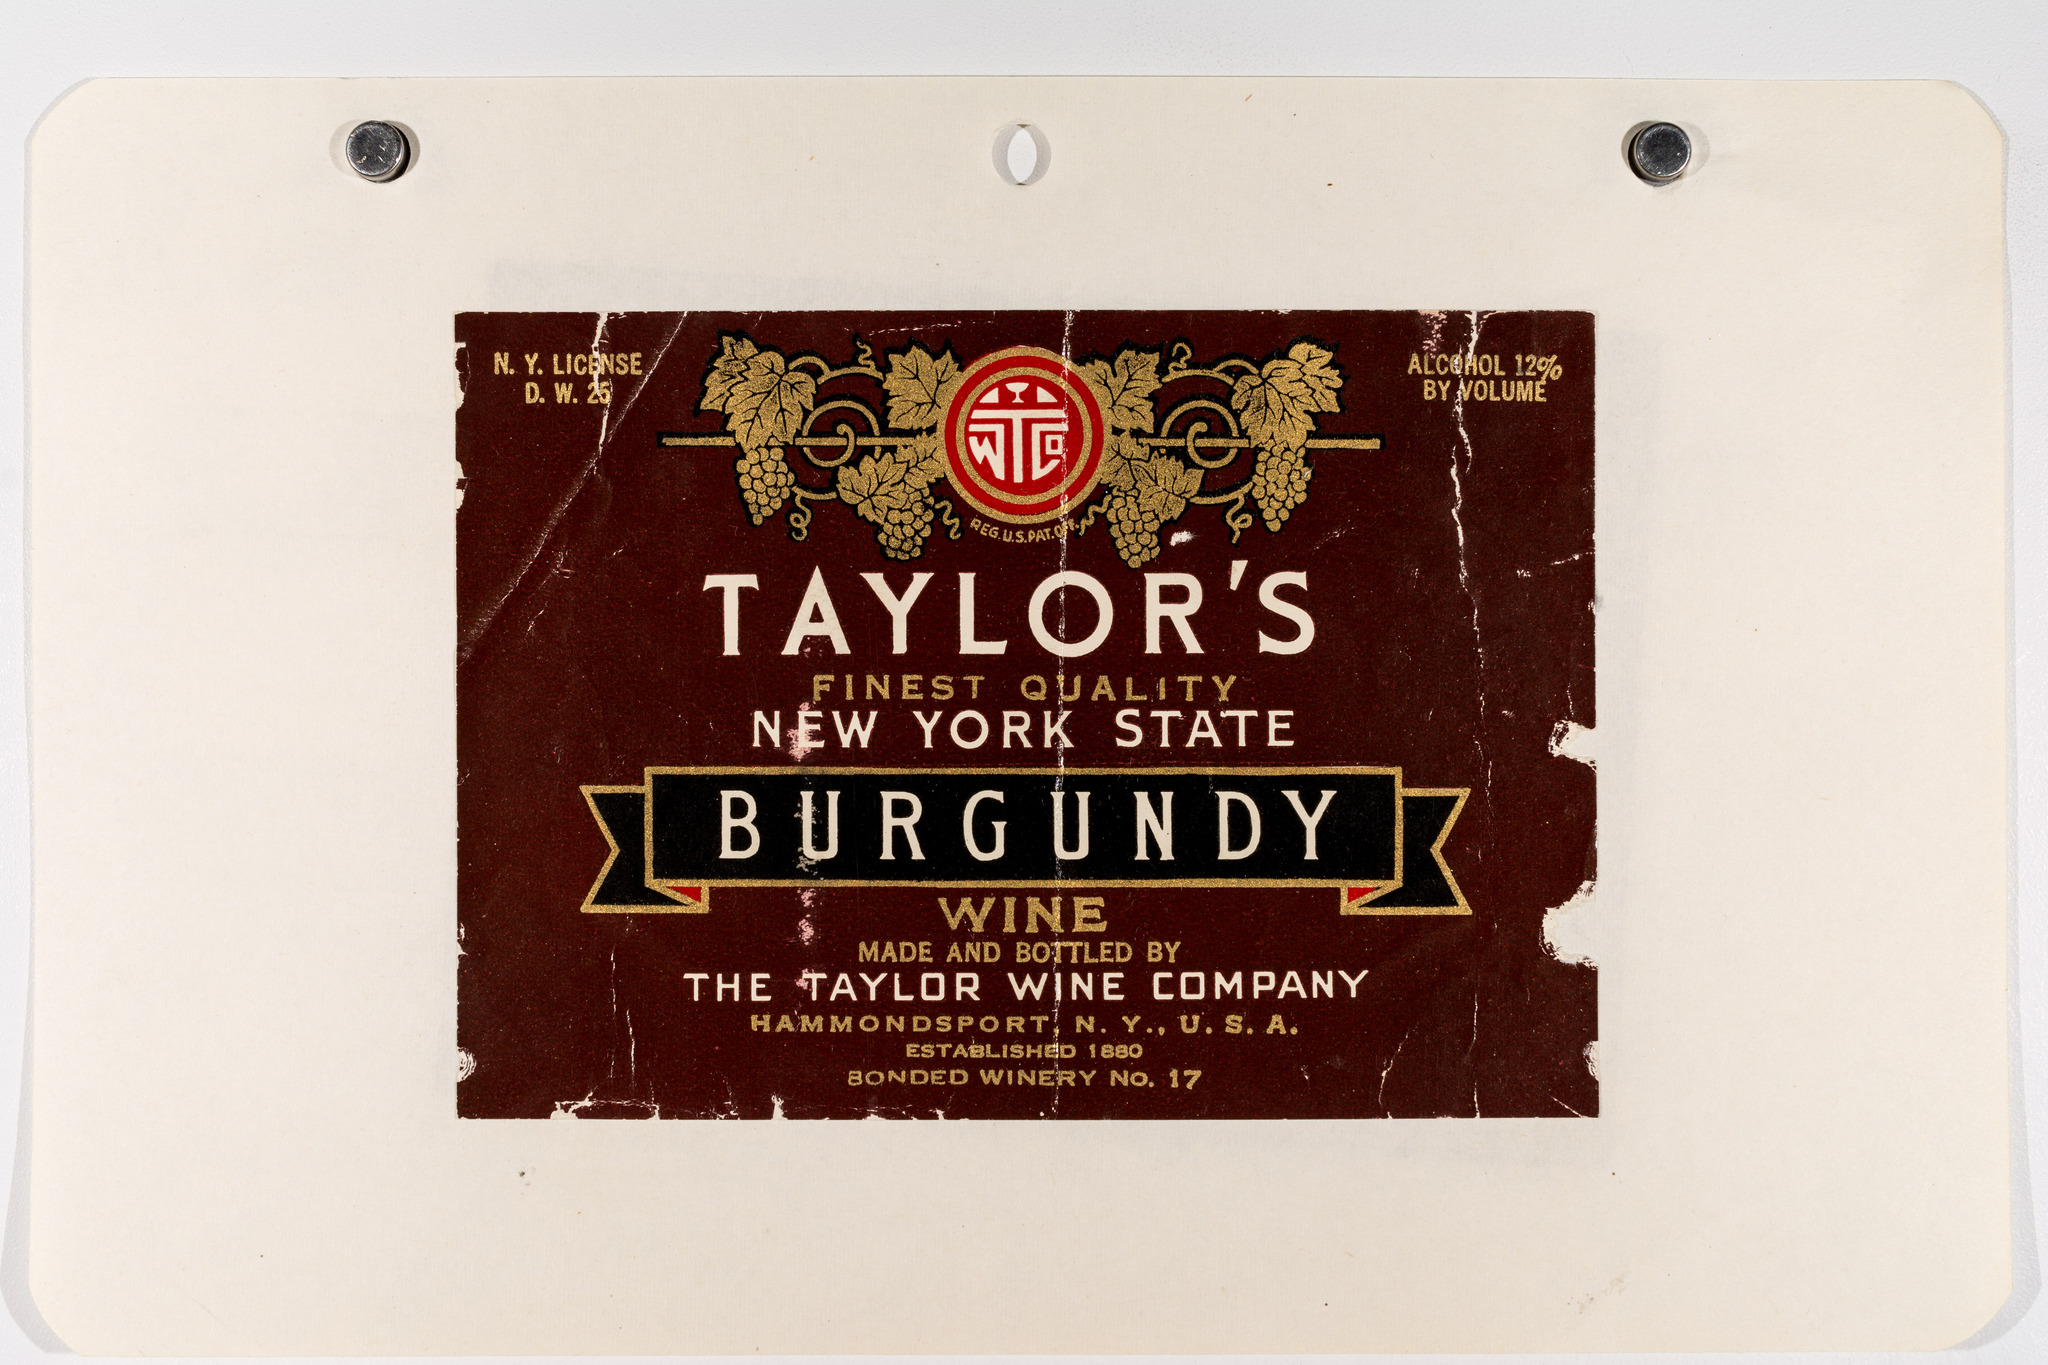 N. Y. LICENSE
D. W. 25
ALCOHOL 12%
BY VOLUME
TWCo
REG.U.S.PAT.OFF.
TAYLOR'S
FINEST QUALITY
NEW YORK STATE
BURGUNDY
WINE
MADE AND BOTTLED BY
THE TAYLOR WINE COMPANY
HAMMONDSPORT, N. Y., U. S. A.
ESTABLISHED 1880
BONDED WINERY NO. 17